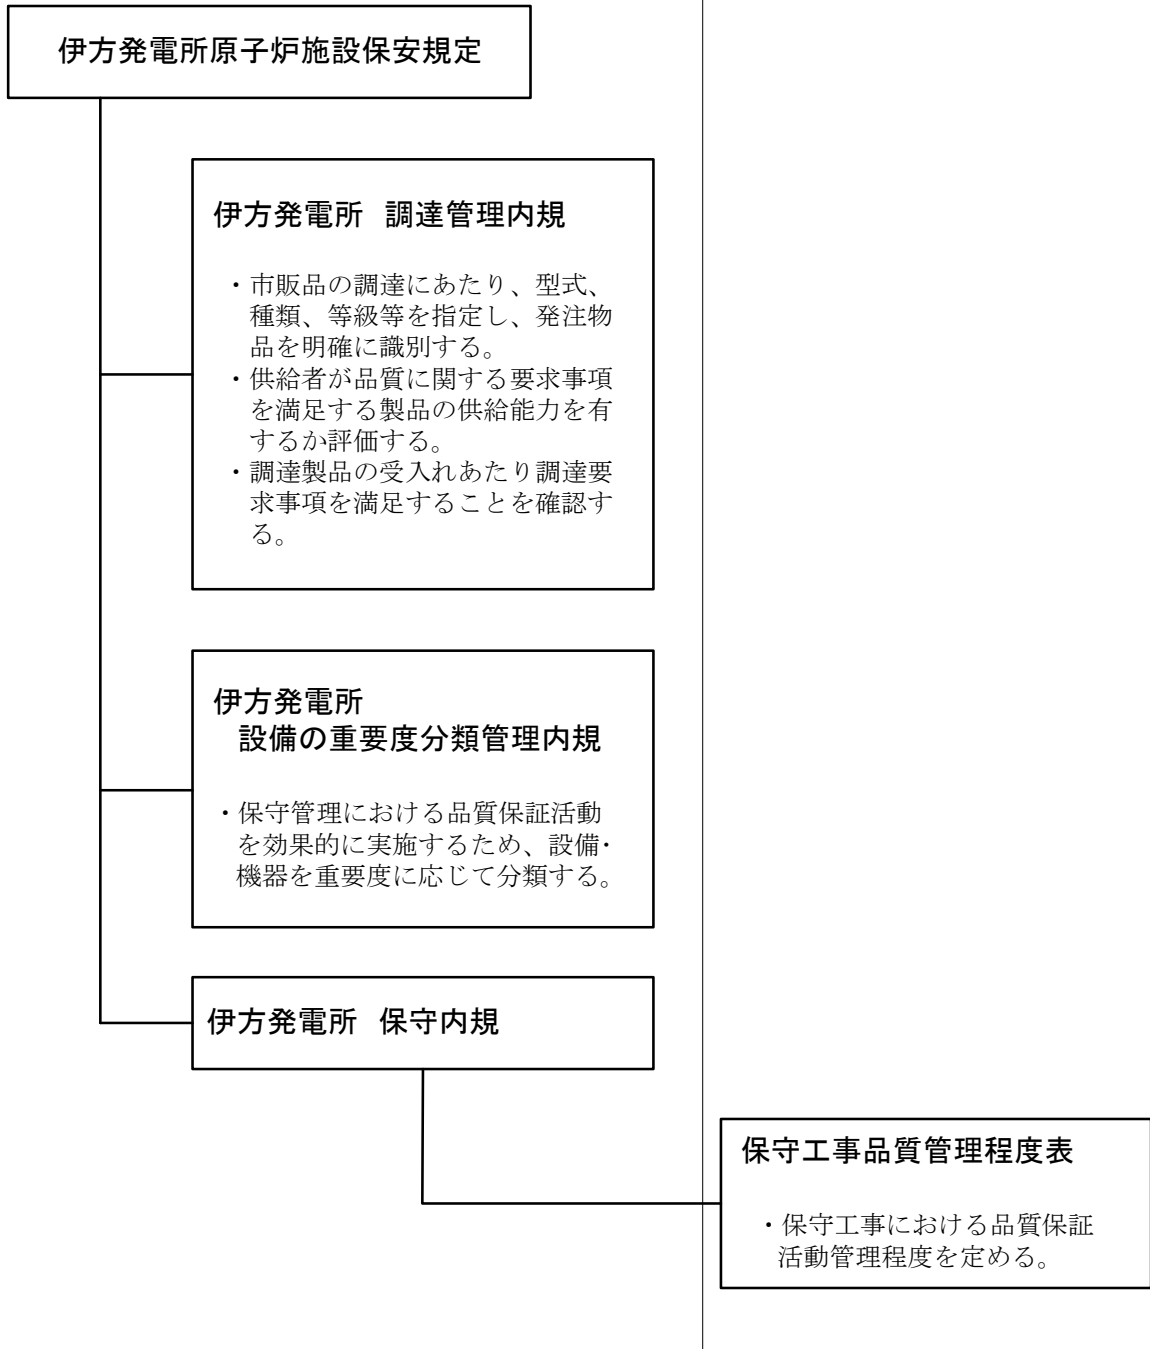 伊方発電所原子炉施設保安規定
伊方発電所　調達管理内規
・市販品の調達にあたり、型式、
種類、等級等を指定し、発注物
品を明確に識別する。
・供給者が品質に関する要求事項
を満足する製品の供給能力を有
するか評価する。
・調達製品の受入れあたり調達要
求事項を満足することを確認す
る。
伊方発電所
設備の重要度分類管理内規
・保守管理における品質保証活動
を効果的に実施するため、設備･
機器を重要度に応じて分類する。
伊方発電所　保守内規
保守工事品質管理程度表
・保守工事における品質保証
活動管理程度を定める。